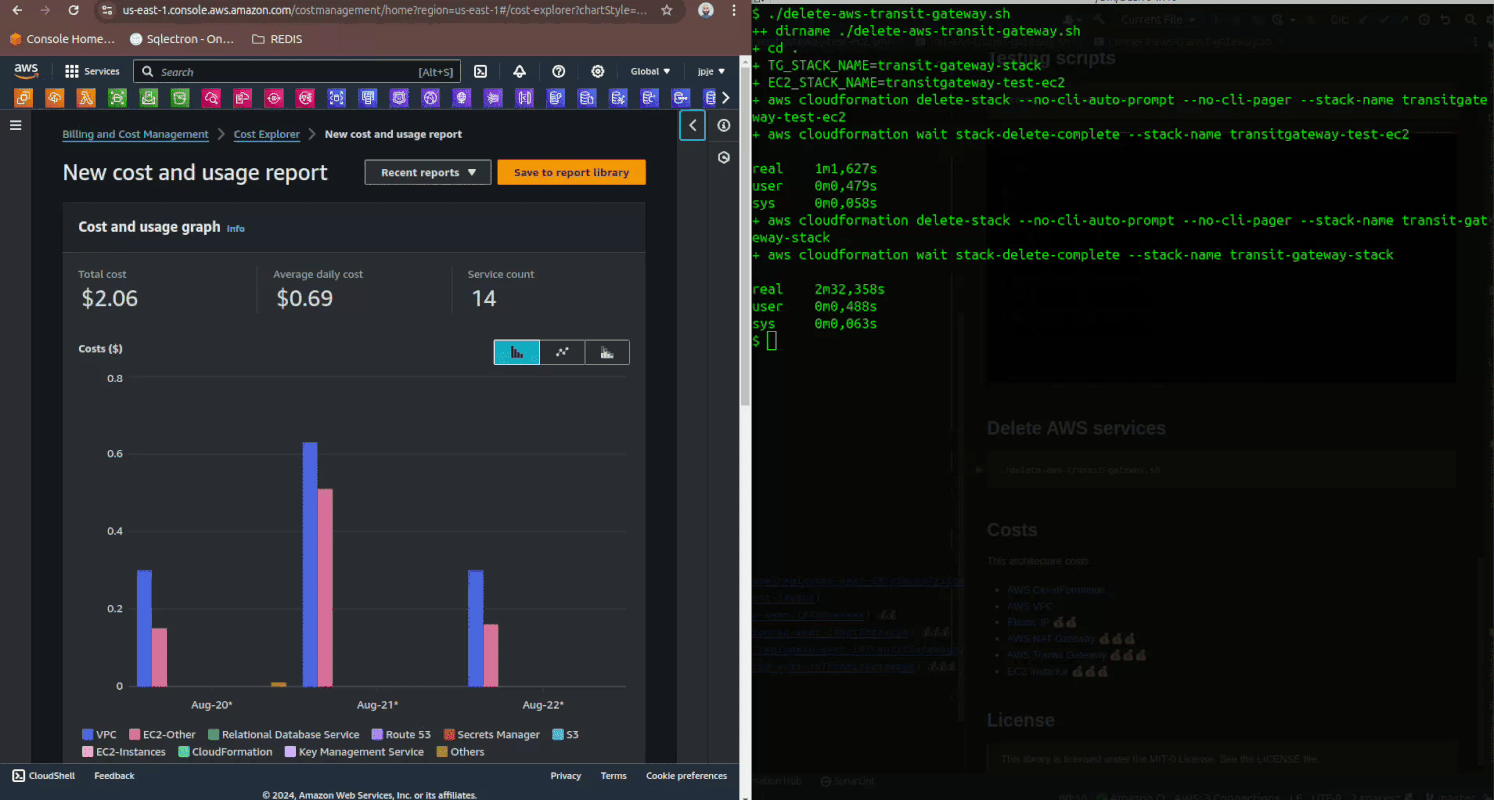 us-east-1.console.aws.amazon.com/costmanagement/home?region=us-east-1#/cost-explorer?chartStyle=...
Console Home...
Sqlectron - On...
REDIS
aws
Services
Search
[Alt+S]
Global ▼
jpje ▼
Billing and Cost Management
Cost Explorer
New cost and usage report
New cost and usage report
Recent reports ▼
Save to report library
Cost and usage graph Info
Total cost
$2.06
Average daily cost
$0.69
Service count
14
Costs ($)
0.8
0.6
0.4
0.2
0
Aug-20*
Aug-21*
Aug-22*
VPC
EC2-Other
Relational Database Service
Route 53
Secrets Manager
S3
EC2-Instances
CloudFormation
Key Management Service
Others
CloudShell
Feedback
Privacy
Terms
Cookie preferences
© 2024, Amazon Web Services, Inc. or its affiliates.
$ ./delete-aws-transit-gateway.sh
++ dirname ./delete-aws-transit-gateway.sh
+ cd .
+ TG_STACK_NAME=transit-gateway-stack
+ EC2_STACK_NAME=transitgateway-test-ec2
+ aws cloudformation delete-stack --no-cli-auto-prompt --no-cli-pager --stack-name transitgate
way-test-ec2
+ aws cloudformation wait stack-delete-complete --stack-name transitgateway-test-ec2
real 1m1,627s
user 0m0,479s
sys 0m0,058s
+ aws cloudformation delete-stack --no-cli-auto-prompt --no-cli-pager --stack-name transit-gat
eway-stack
+ aws cloudformation wait stack-delete-complete --stack-name transit-gateway-stack
real 2m32,358s
user 0m0,488s
sys 0m0,063s
$
Current File
Git:
Testing scripts
Delete AWS services
./delete-aws-transit-gateway.sh
Costs
This architecture costs
AWS CloudFormation
AWS VPC
Elastic IP
AWS NAT Gateway
AWS Transit Gateway
EC2 Instance
License
This library is licensed under the MIT-0 License. See the LICENSE file.
SonarLint